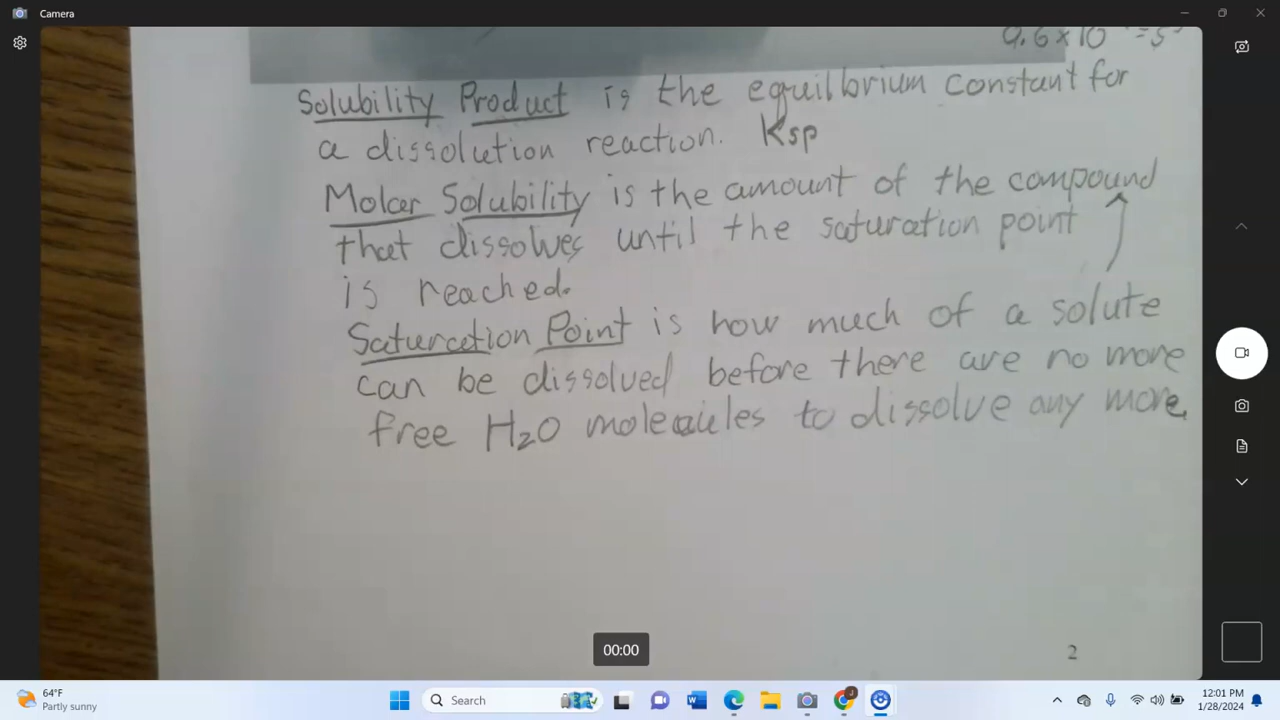 Camera
9.6x10 = s
Solubility Product is the equilbrium constant for
a dissolution reaction. Ksp
Molar Solubility is the amount of the compound
that dissolves until the saturation point
is reached.
Saturation Point is how much of a solute
can be dissolved before there are no more
free H2O molecules to dissolve any more.
00:00
2
64°F
Partly sunny
Search
12:01 PM
1/28/2024